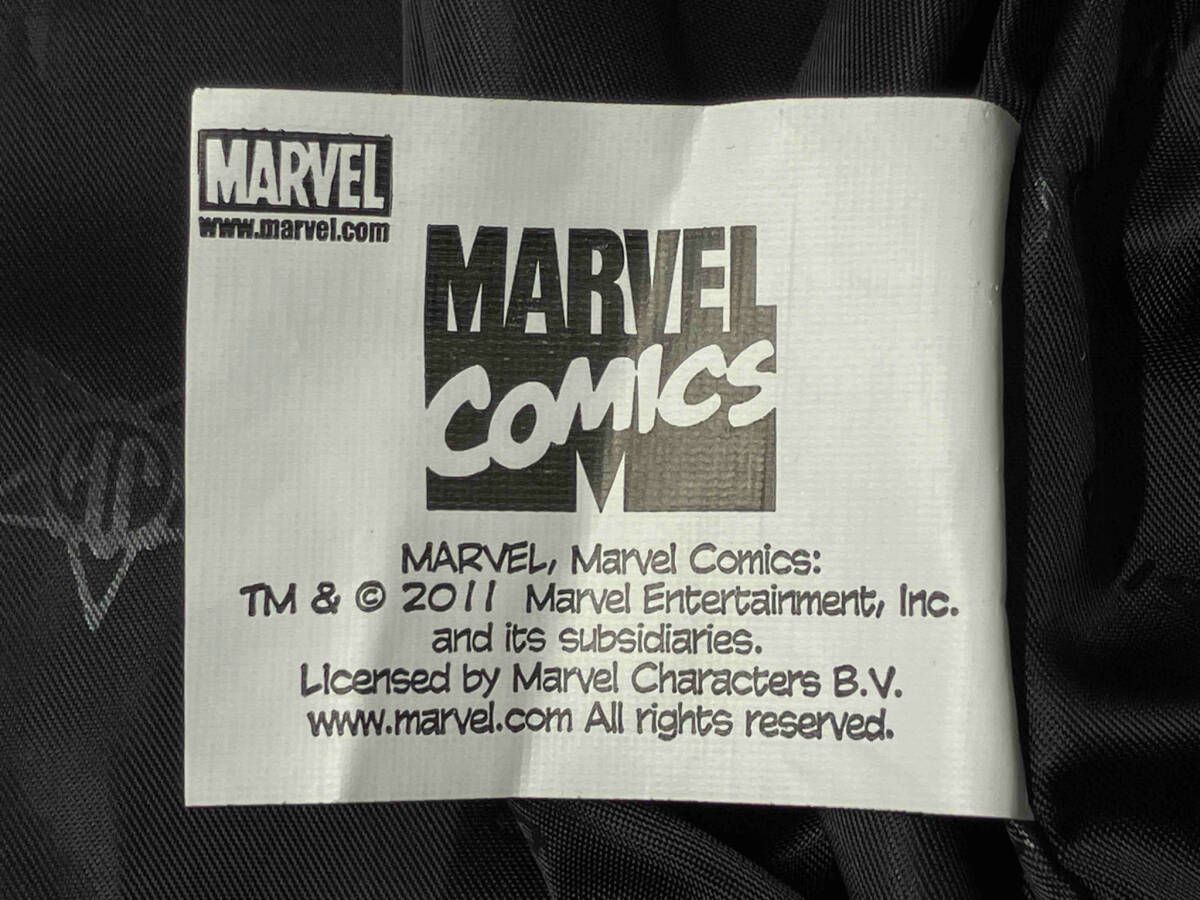 MARVEL
www.marvel.com
MARVEL
COMICS
MARVEL, Marvel Comics:
TM & © 2011 Marvel Entertainment, Inc.
and its subsidiaries.
Licensed by Marvel Characters B.V.
www.marvel.com All rights reserved.